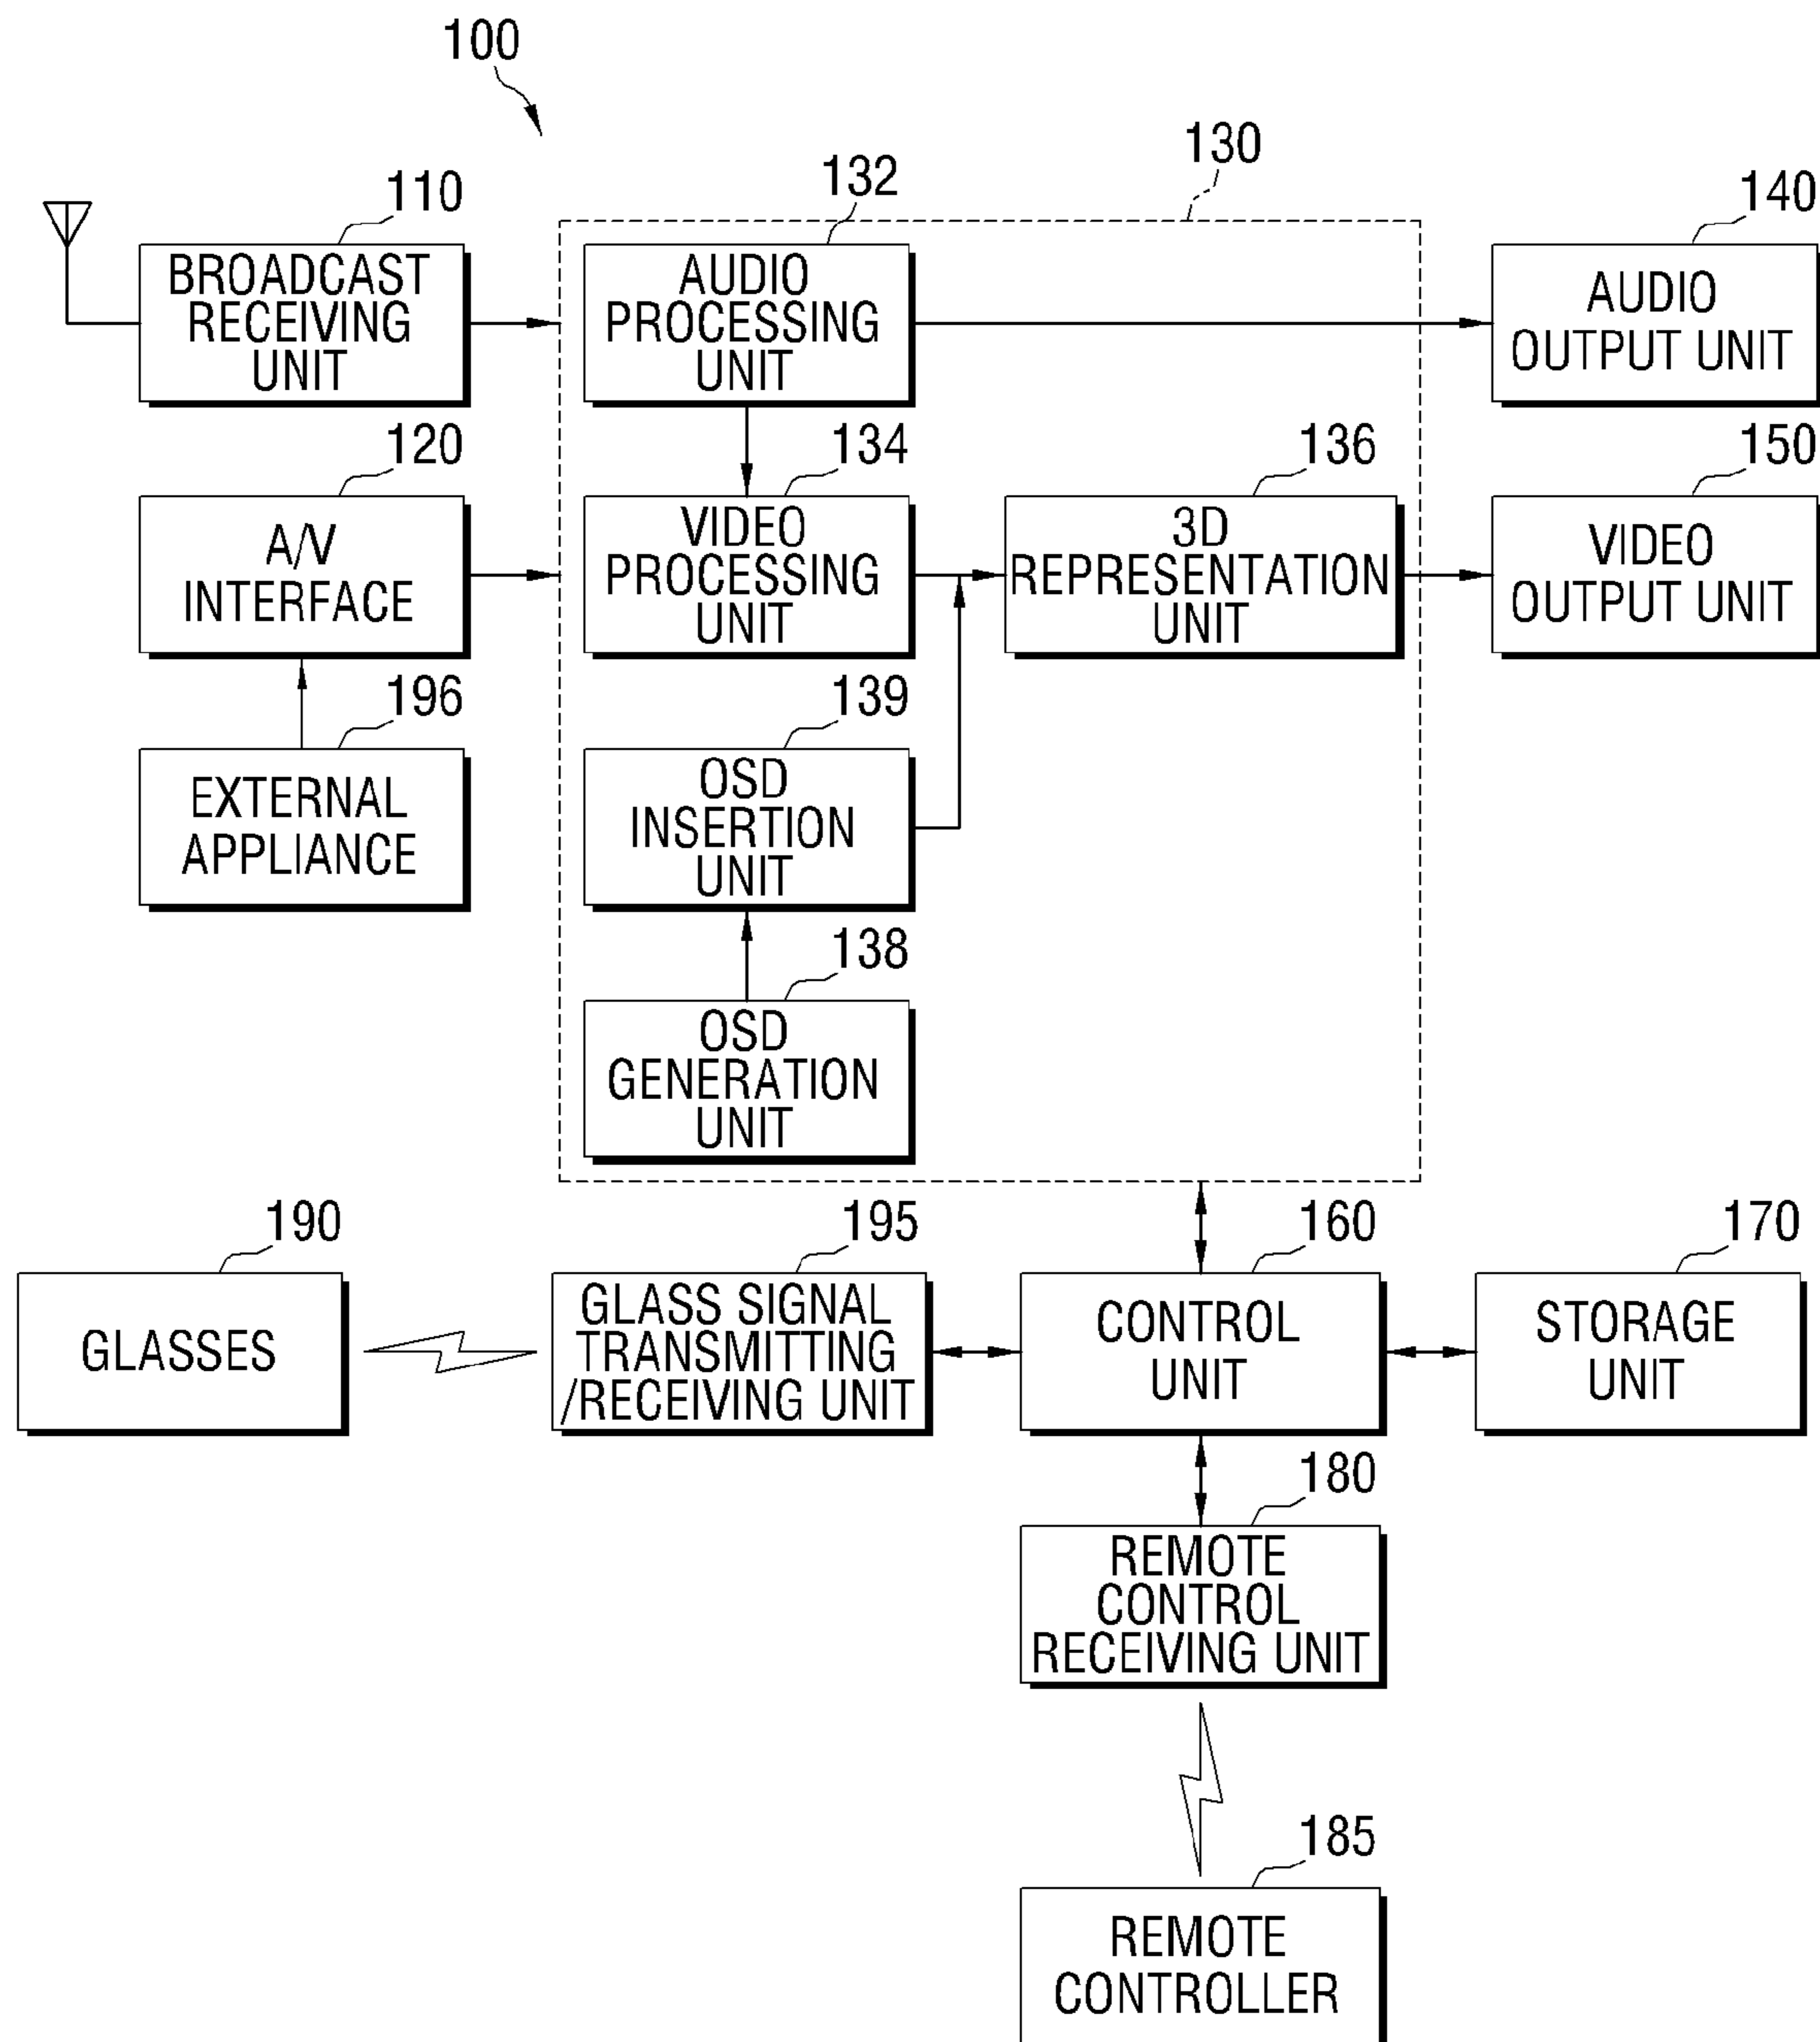 100
130
110
132
140
BROADCAST
RECEIVING
UNIT
AUDIO
PROCESSING
UNIT
AUDIO
OUTPUT UNIT
120
134
136
150
A/V
INTERFACE
VIDEO
PROCESSING
UNIT
3D
REPRESENTATION
UNIT
VIDEO
OUTPUT UNIT
196
139
EXTERNAL
APPLIANCE
OSD
INSERTION
UNIT
138
OSD
GENERATION
UNIT
190
195
160
170
GLASSES
GLASS SIGNAL
TRANSMITTING
/RECEIVING UNIT
CONTROL
UNIT
STORAGE
UNIT
180
REMOTE
CONTROL
RECEIVING UNIT
185
REMOTE
CONTROLLER